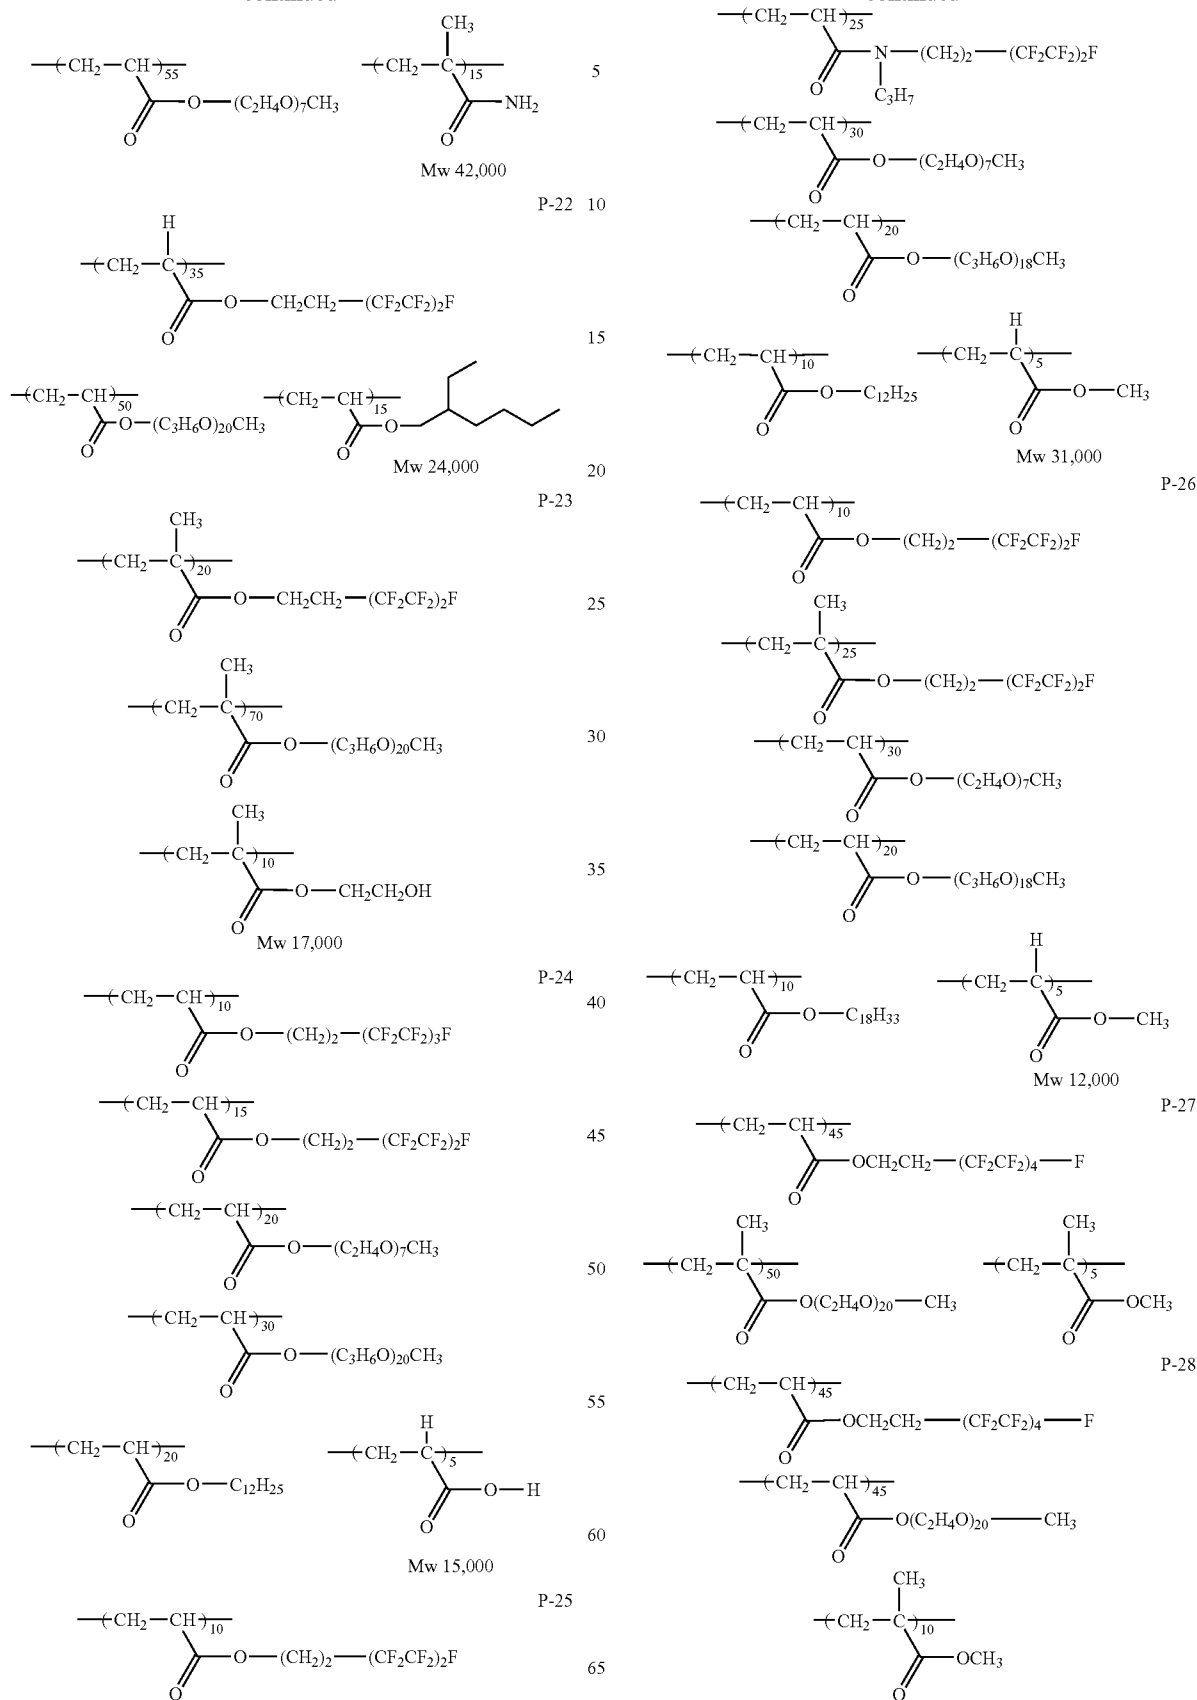 CH3
—(CH2—CH)55— —(CH2—C)15—
O—(C2H4O)7CH3 NH2
O O
Mw 42,000
P-22
H
—(CH2—C)35—
O—CH2CH2—(CF2CF2)2F
O
—(CH2—CH)50— —(CH2—CH)15—
O—(C3H6O)20CH3 O
O O
Mw 24,000
P-23
CH3
—(CH2—C)20—
O—CH2CH2—(CF2CF2)2F
O
CH3
—(CH2—C)70—
O—(C3H6O)20CH3
O
CH3
—(CH2—C)10—
O—CH2CH2OH
O
Mw 17,000
P-24
—(CH2—CH)10—
O—(CH2)2—(CF2CF2)3F
O
—(CH2—CH)15—
O—(CH2)2—(CF2CF2)2F
O
—(CH2—CH)20—
O—(C2H4O)7CH3
O
—(CH2—CH)30—
O—(C3H6O)20CH3
O
H
—(CH2—CH)20— —(CH2—C)5—
O—C12H25 O—H
O O
Mw 15,000
P-25
—(CH2—CH)10—
O—(CH2)2—(CF2CF2)2F
O
5
10
15
20
25
30
35
40
45
50
55
60
65
—(CH2—CH)25—
C—N—(CH2)2—(CF2CF2)2F
O C3H7
—(CH2—CH)30—
O—(C2H4O)7CH3
O
—(CH2—CH)20—
O—(C3H6O)18CH3
O
H
—(CH2—CH)10— —(CH2—C)5—
O—C12H25 O—CH3
O O
Mw 31,000
P-26
—(CH2—CH)10—
O—(CH2)2—(CF2CF2)2F
O
CH3
—(CH2—C)25—
O—(CH2)2—(CF2CF2)2F
O
—(CH2—CH)30—
O—(C2H4O)7CH3
O
—(CH2—CH)20—
O—(C3H6O)18CH3
O
H
—(CH2—CH)10— —(CH2—C)5—
O—C18H33 O—CH3
O O
Mw 12,000
P-27
—(CH2—CH)45—
OCH2CH2—(CF2CF2)4—F
O
CH3 CH3
—(CH2—C)50— —(CH2—C)5—
O(C2H4O)20—CH3 OCH3
O O
P-28
—(CH2—CH)45—
OCH2CH2—(CF2CF2)4—F
O
—(CH2—CH)45—
O(C2H4O)20—CH3
O
CH3
—(CH2—C)10—
OCH3
O